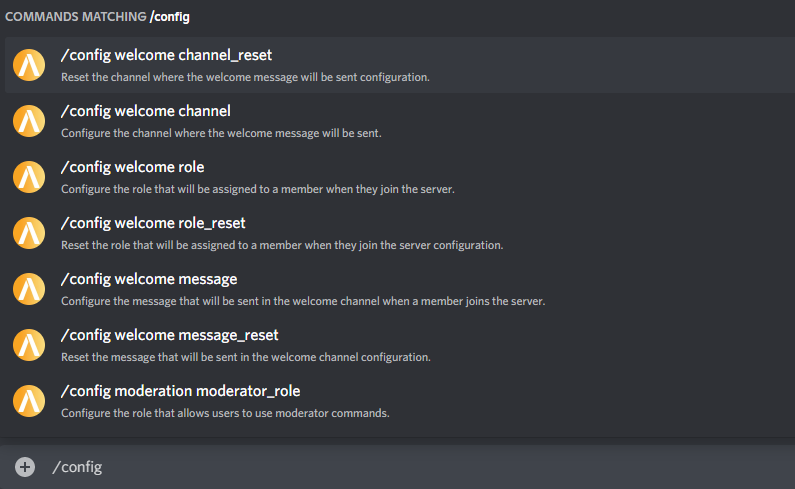 COMMANDS MATCHING /config
/config welcome channel_reset
Reset the channel where the welcome message will be sent configuration.
/config welcome channel
Configure the channel where the welcome message will be sent.
/config welcome role
Configure the role that will be assigned to a member when they join the server.
/config welcome role_reset
Reset the role that will be assigned to a member when they join the server configuration.
/config welcome message
Configure the message that will be sent in the welcome channel when a member joins the server.
/config welcome message_reset
Reset the message that will be sent in the welcome channel configuration.
/config moderation moderator_role
Configure the role that allows users to use moderator commands.
/config